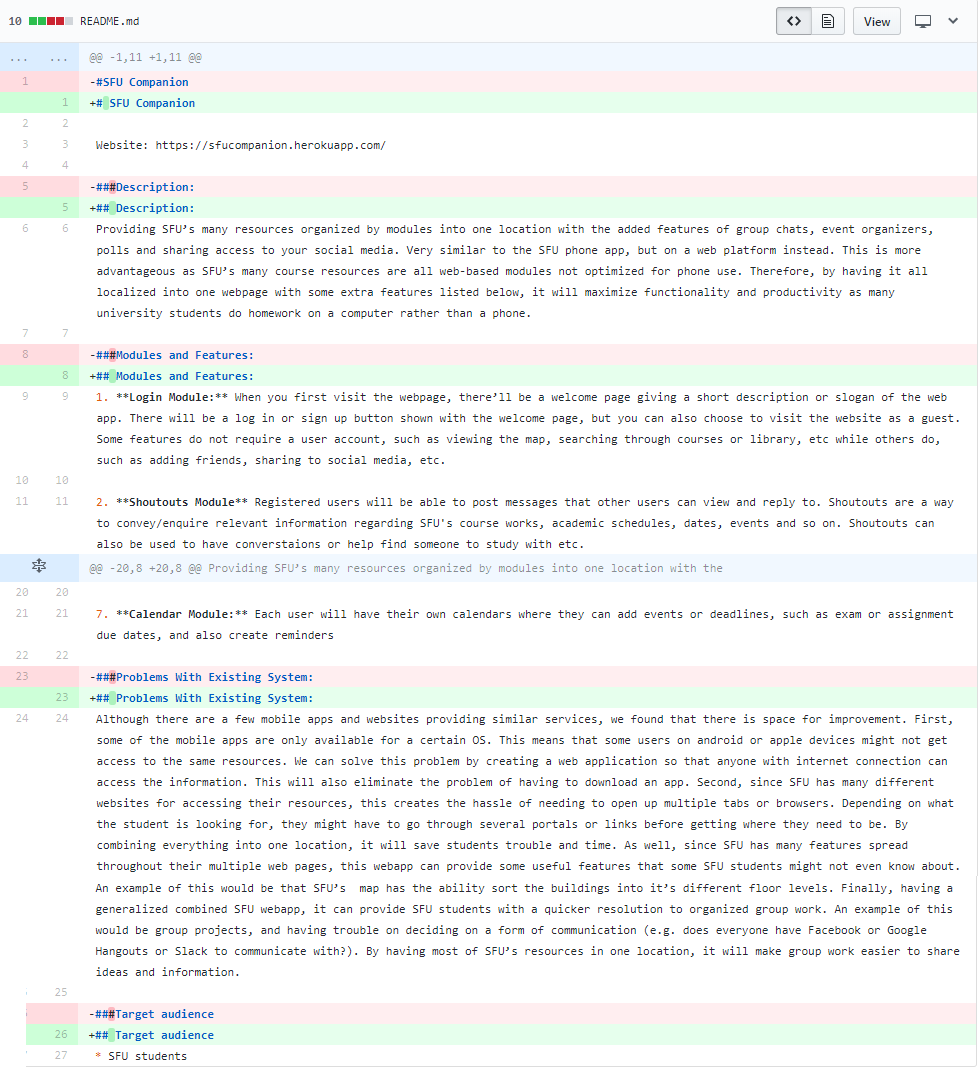 10 README.md View
... ... @@ -1,11 +1,11 @@
1 -#SFU Companion
1 +# SFU Companion
2 2
3 3 Website: https://sfucompanion.herokuapp.com/
4 4
5 -###Description:
5 +## Description:
6 6 Providing SFU’s many resources organized by modules into one location with the added features of group chats, event organizers,
polls and sharing access to your social media. Very similar to the SFU phone app, but on a web platform instead. This is more
advantageous as SFU’s many course resources are all web-based modules not optimized for phone use. Therefore, by having it all
localized into one webpage with some extra features listed below, it will maximize functionality and productivity as many
university students do homework on a computer rather than a phone.
7 7
8 -###Modules and Features:
8 +## Modules and Features:
9 9 1. **Login Module:** When you first visit the webpage, there’ll be a welcome page giving a short description or slogan of the web
app. There will be a log in or sign up button shown with the welcome page, but you can also choose to visit the website as a guest.
Some features do not require a user account, such as viewing the map, searching through courses or library, etc while others do,
such as adding friends, sharing to social media, etc.
10 10
11 11 2. **Shoutouts Module** Registered users will be able to post messages that other users can view and reply to. Shoutouts are a way
to convey/enquire relevant information regarding SFU's course works, academic schedules, dates, events and so on. Shoutouts can
also be used to have converstaions or help find someone to study with etc.
@@ -20,8 +20,8 @@ Providing SFU’s many resources organized by modules into one location with the
20 20
21 21 7. **Calendar Module:** Each user will have their own calendars where they can add events or deadlines, such as exam or assignment
due dates, and also create reminders
22 22
23 -###Problems With Existing System:
23 +## Problems With Existing System:
24 24 Although there are a few mobile apps and websites providing similar services, we found that there is space for improvement. First,
some of the mobile apps are only available for a certain OS. This means that some users on android or apple devices might not get
access to the same resources. We can solve this problem by creating a web application so that anyone with internet connection can
access the information. This will also eliminate the problem of having to download an app. Second, since SFU has many different
websites for accessing their resources, this creates the hassle of needing to open up multiple tabs or browsers. Depending on what
the student is looking for, they might have to go through several portals or links before getting where they need to be. By
combining everything into one location, it will save students trouble and time. As well, since SFU has many features spread
throughout their multiple web pages, this webapp can provide some useful features that some SFU students might not even know about.
An example of this would be that SFU’s  map has the ability sort the buildings into it’s different floor levels. Finally, having a
generalized combined SFU webapp, it can provide SFU students with a quicker resolution to organized group work. An example of this
would be group projects, and having trouble on deciding on a form of communication (e.g. does everyone have Facebook or Google
Hangouts or Slack to communicate with?). By having most of SFU’s resources in one location, it will make group work easier to share
ideas and information.
25
-###Target audience
26 +## Target audience
27 * SFU students